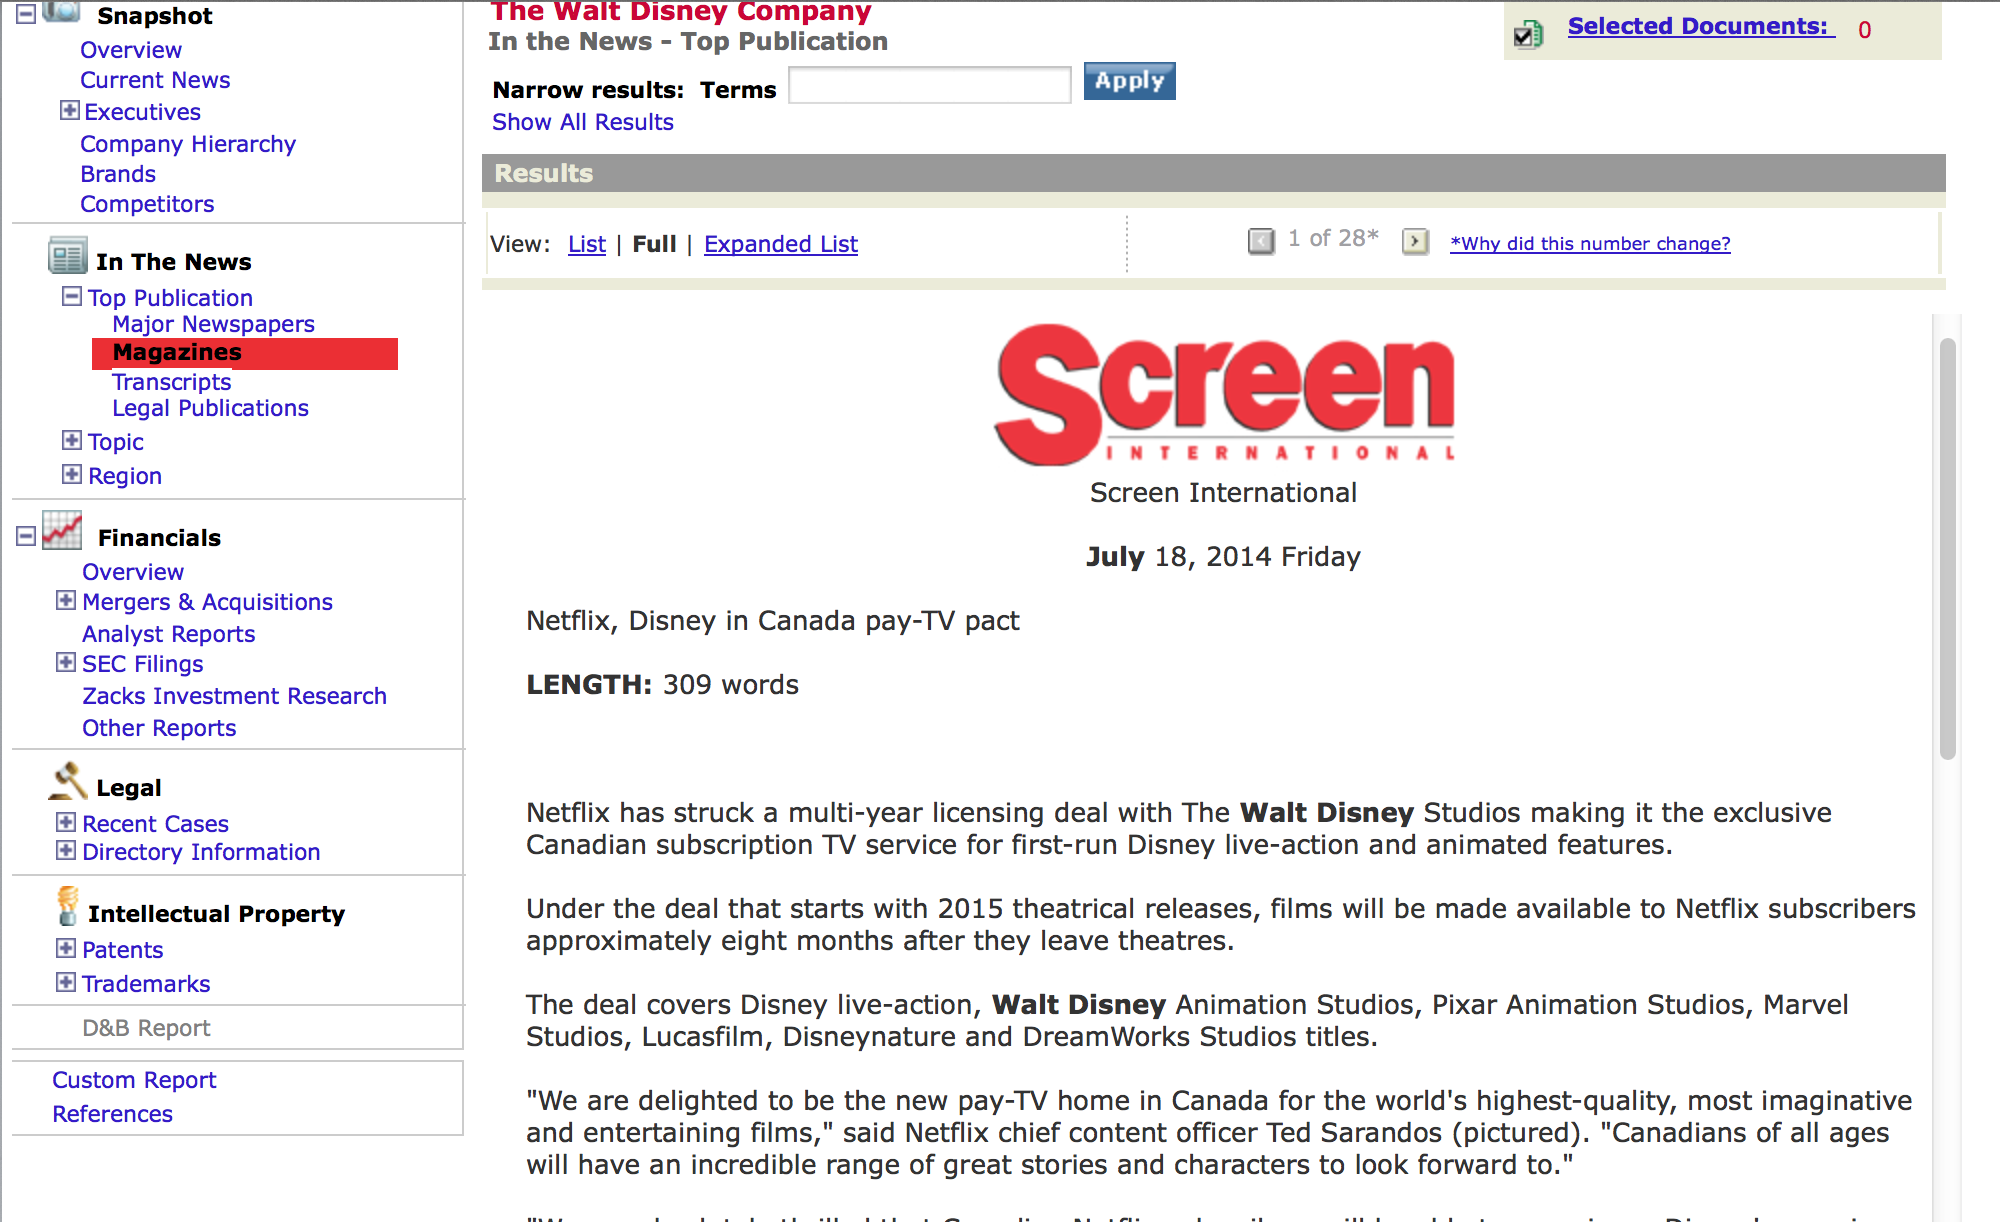 Snapshot
Overview
Current News
Executives
Company Hierarchy
Brands
Competitors
In The News
Top Publication
Major Newspapers
Magazines
Transcripts
Legal Publications
Topic
Region
Financials
Overview
Mergers & Acquisitions
Analyst Reports
SEC Filings
Zacks Investment Research
Other Reports
Legal
Recent Cases
Directory Information
Intellectual Property
Patents
Trademarks
D&B Report
Custom Report
References
The Walt Disney Company
In the News - Top Publication
Selected Documents: 0
Narrow results: Terms Apply
Show All Results
Results
View: List | Full | Expanded List 1 of 28* *Why did this number change?
Screen
INTERNATIONAL
Screen International
July 18, 2014 Friday
Netflix, Disney in Canada pay-TV pact
LENGTH: 309 words
Netflix has struck a multi-year licensing deal with The Walt Disney Studios making it the exclusive
Canadian subscription TV service for first-run Disney live-action and animated features.
Under the deal that starts with 2015 theatrical releases, films will be made available to Netflix subscribers
approximately eight months after they leave theatres.
The deal covers Disney live-action, Walt Disney Animation Studios, Pixar Animation Studios, Marvel
Studios, Lucasfilm, Disneynature and DreamWorks Studios titles.
"We are delighted to be the new pay-TV home in Canada for the world's highest-quality, most imaginative
and entertaining films," said Netflix chief content officer Ted Sarandos (pictured). "Canadians of all ages
will have an incredible range of great stories and characters to look forward to."